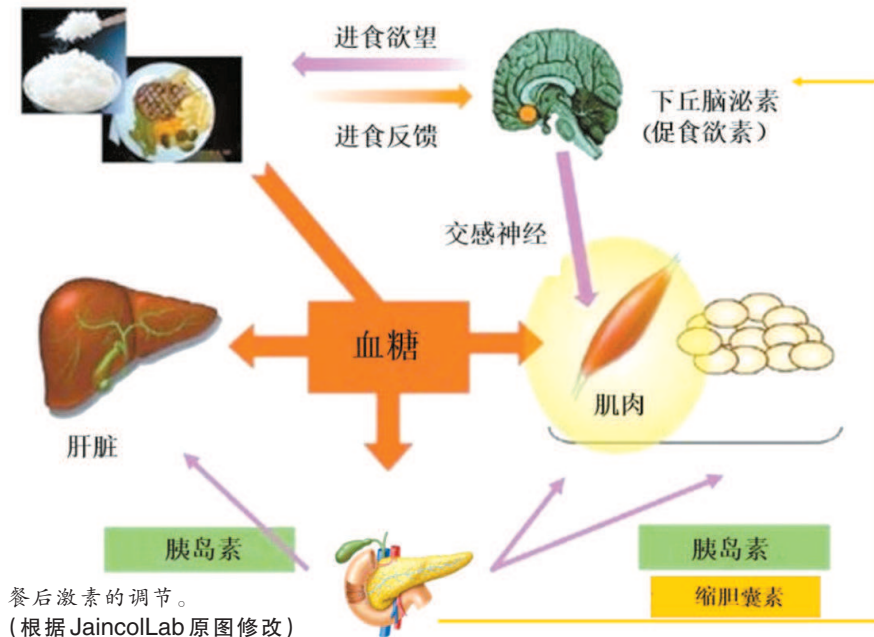 进食欲望
进食反馈
下丘脑泌素
(促食欲素）
交感神经
血糖
肌肉
肝脏
胰岛素
胰岛素
缩胆囊素
餐后激素的调节。
(根据JaincolLab原图修改)